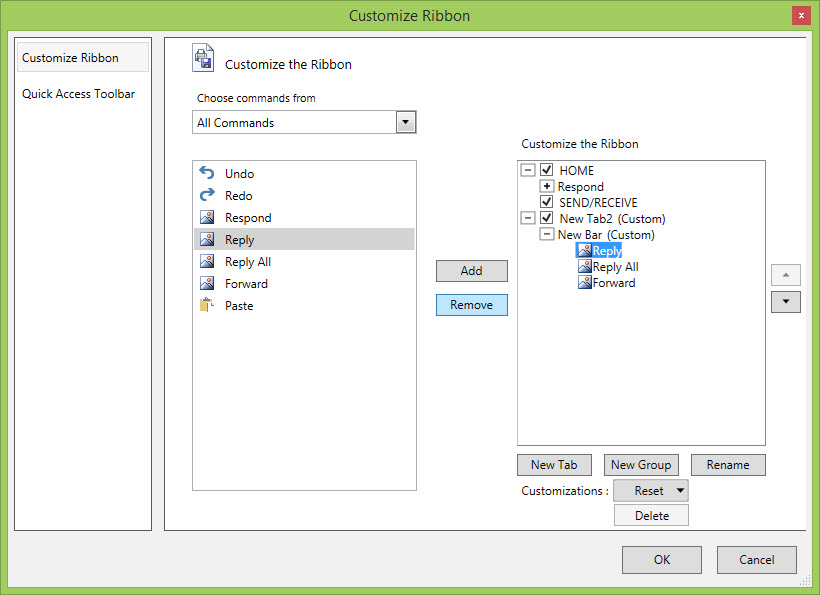 Customize Ribbon
x
Customize Ribbon
Quick Access Toolbar
Customize the Ribbon
Choose commands from
All Commands
Undo
Redo
Respond
Reply
Reply All
Forward
Paste
Add
Remove
Customize the Ribbon
HOME
Respond
SEND/RECEIVE
New Tab2 (Custom)
New Bar (Custom)
Reply
Reply All
Forward
New Tab New Group Rename
Customizations : Reset
Delete
OK Cancel